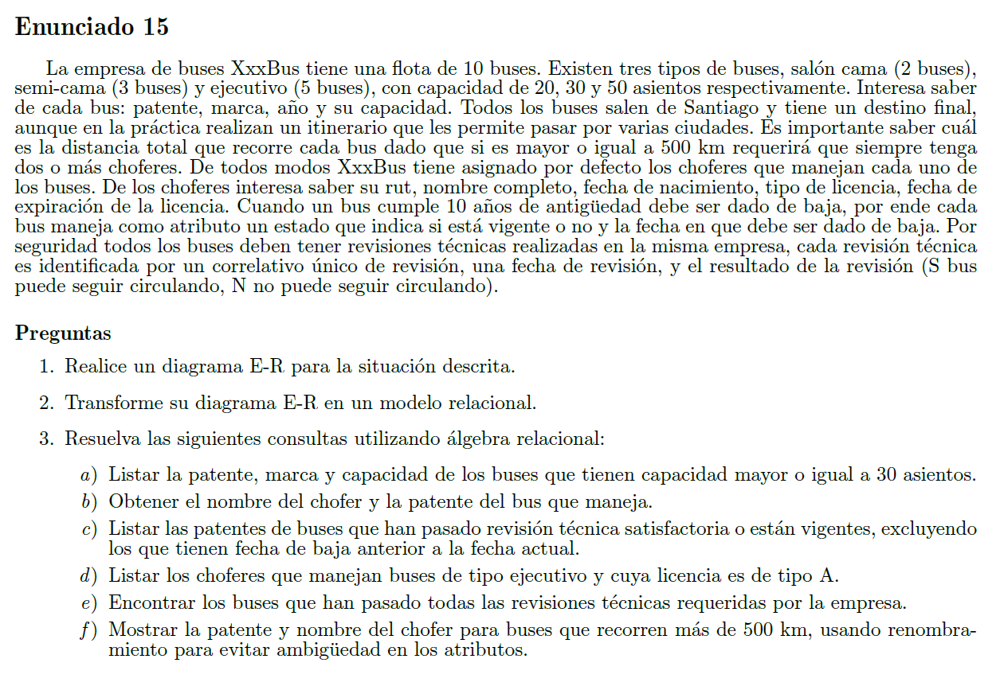 Enunciado 15
La empresa de buses XxxBus tiene una flota de 10 buses. Existen tres tipos de buses, salón cama (2 buses),
semi-cama (3 buses) y ejecutivo (5 buses), con capacidad de 20, 30 y 50 asientos respectivamente. Interesa saber
de cada bus: patente, marca, año y su capacidad. Todos los buses salen de Santiago y tiene un destino final,
aunque en la práctica realizan un itinerario que les permite pasar por varias ciudades. Es importante saber cuál
es la distancia total que recorre cada bus dado que si es mayor o igual a 500 km requerirá que siempre tenga
dos o más choferes. De todos modos XxxBus tiene asignado por defecto los choferes que manejan cada uno de
los buses. De los choferes interesa saber su rut, nombre completo, fecha de nacimiento, tipo de licencia, fecha de
expiración de la licencia. Cuando un bus cumple 10 años de antigüedad debe ser dado de baja, por ende cada
bus maneja como atributo un estado que indica si está vigente o no y la fecha en que debe ser dado de baja. Por
seguridad todos los buses deben tener revisiones técnicas realizadas en la misma empresa, cada revisión técnica
es identificada por un correlativo único de revisión, una fecha de revisión, y el resultado de la revisión (S bus
puede seguir circulando, N no puede seguir circulando).
Preguntas
1. Realice un diagrama E-R para la situación descrita.
2. Transforme su diagrama E-R en un modelo relacional.
3. Resuelva las siguientes consultas utilizando álgebra relacional:
a) Listar la patente, marca y capacidad de los buses que tienen capacidad mayor o igual a 30 asientos.
b) Obtener el nombre del chofer y la patente del bus que maneja.
c) Listar las patentes de buses que han pasado revisión técnica satisfactoria o están vigentes, excluyendo
los que tienen fecha de baja anterior a la fecha actual.
d) Listar los choferes que manejan buses de tipo ejecutivo y cuya licencia es de tipo A.
e) Encontrar los buses que han pasado todas las revisiones técnicas requeridas por la empresa.
f) Mostrar la patente y nombre del chofer para buses que recorren más de 500 km, usando renombra-
miento para evitar ambigüedad en los atributos.